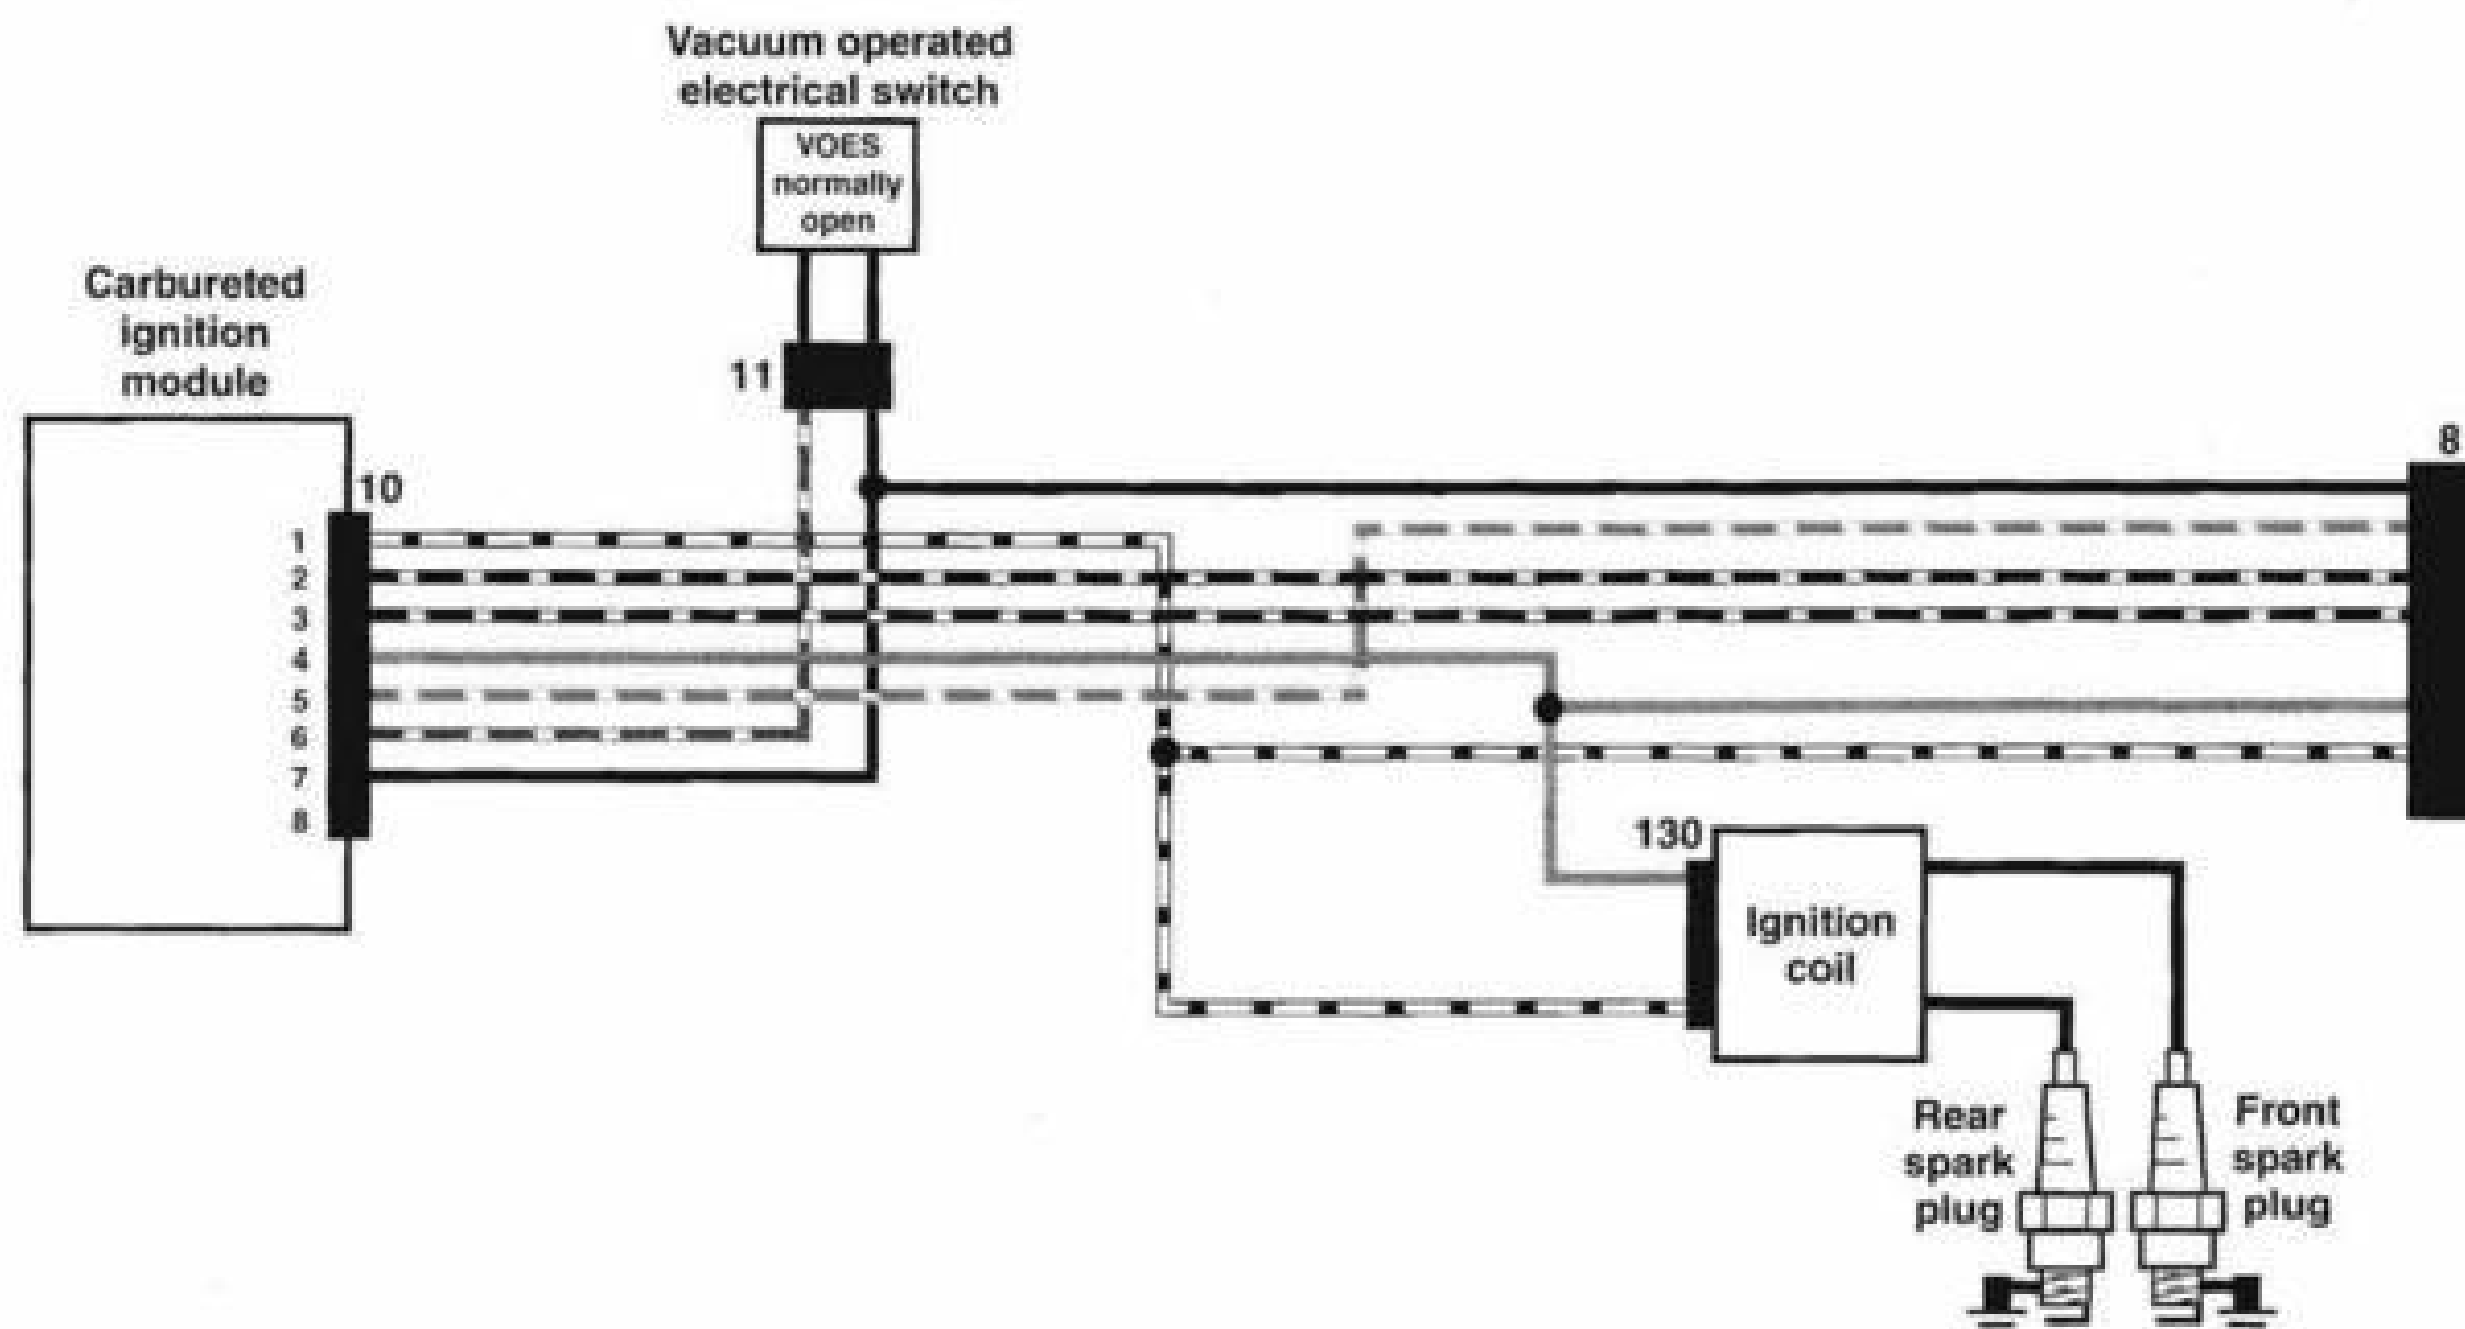 Vacuum operated
electrical switch
VOES
normally
open
Carbureted
ignition
module
11
8
10
1
2
3
4
5
6
7
8
130
Ignition
coil
Rear
spark
plug
Front
spark
plug